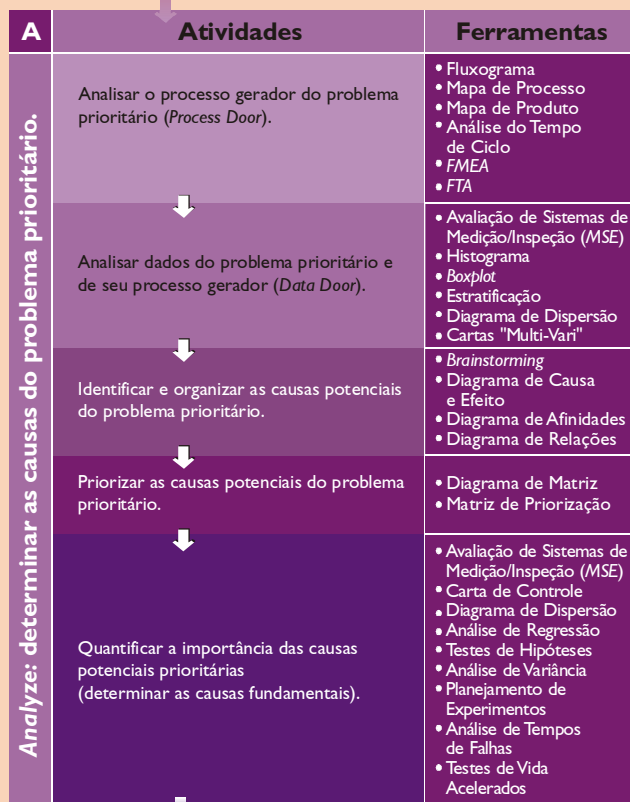 A
Atividades
Ferramentas
Analyze: determinar as causas do problema prioritário.
Analisar o processo gerador do problema
prioritário (Process Door).
• Fluxograma
• Mapa de Processo
• Mapa de Produto
• Análise do Tempo
de Ciclo
• FMEA
• FTA
Analisar dados do problema prioritário e
de seu processo gerador (Data Door).
• Avaliação de Sistemas de
Medição/Inspeção (MSE)
• Histograma
• Boxplot
• Estratificação
• Diagrama de Dispersão
• Cartas "Multi-Vari"
Identificar e organizar as causas potenciais
do problema prioritário.
• Brainstorming
• Diagrama de Causa
e Efeito
• Diagrama de Afinidades
• Diagrama de Relações
Priorizar as causas potenciais do problema
prioritário.
• Diagrama de Matriz
• Matriz de Priorização
Quantificar a importância das causas
potenciais prioritárias
(determinar as causas fundamentais).
• Avaliação de Sistemas de
Medição/Inspeção (MSE)
• Carta de Controle
• Diagrama de Dispersão
• Análise de Regressão
• Testes de Hipóteses
• Análise de Variância
• Planejamento de
Experimentos
• Análise de Tempos
de Falhas
• Testes de Vida
Acelerados